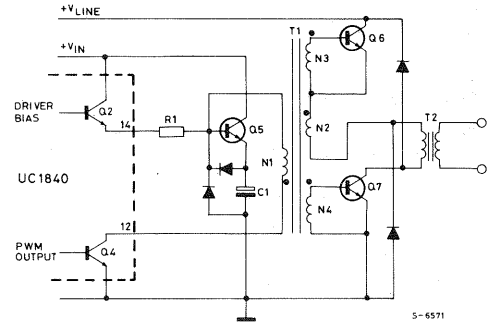 +VLINE
T1
Q6
+VIN
N3
DRIVER
BIAS
Q2
14
R1
Q5
N2
T2
UC1840
N1
C1
Q7
12
N4
PWM
OUTPUT
Q4
S-6571